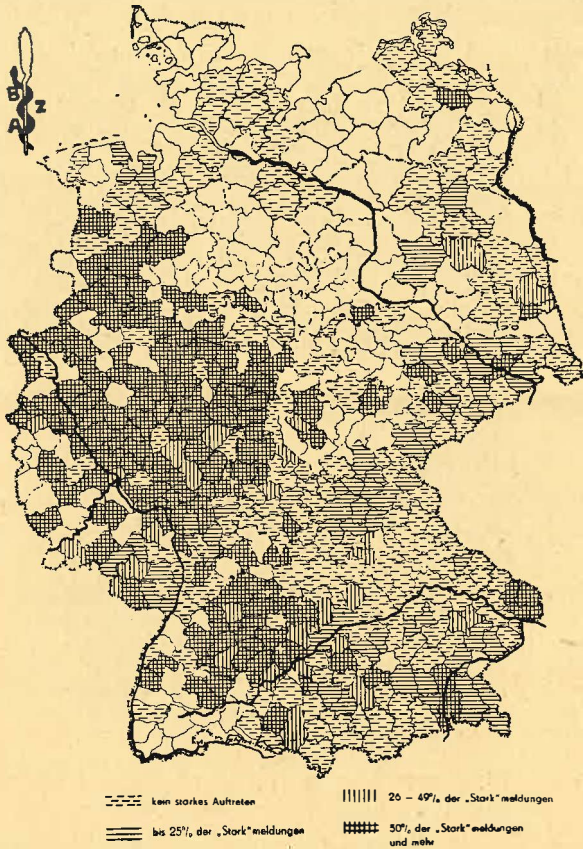 B
Z
A
kein starkes Auftreten
bis 25% der „Stark"meldungen
26 – 49% der „Stark"meldungen
50% der „Stark"meldungen
und mehr